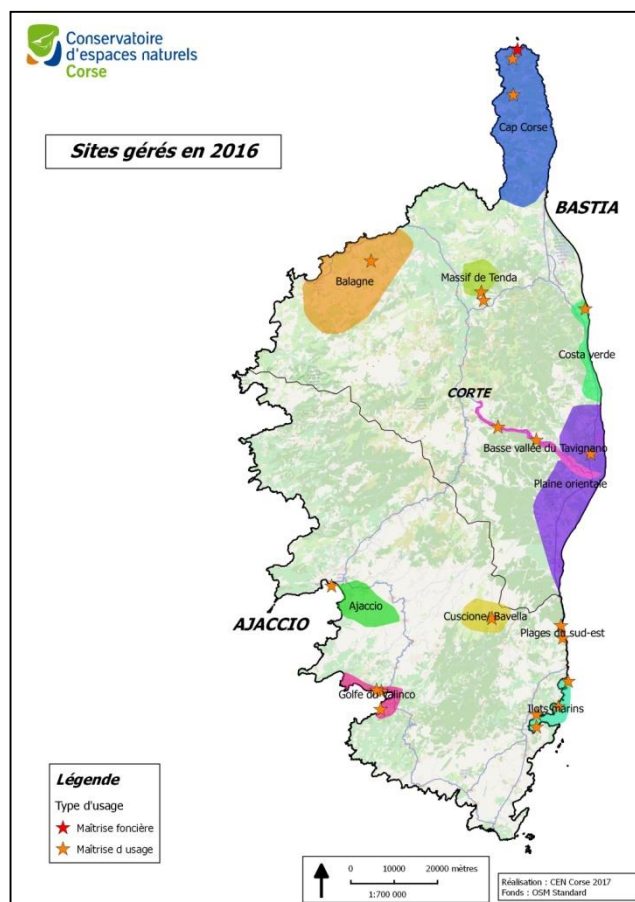 Conservatoire
d'espaces naturels
Corse
Sites gérés en 2016
Cap Corse
BASTIA
Balagne
Massif de Tenda
Costa verde
CORTE
Basse vallée du Tavignano
Plaine orientale
Ajaccio
AJACCIO
Cuscione/Bavella
Plages du sud-est
Golfe du Valinco
Ilots marins
Légende
Type d'usage
Maîtrise foncière
Maîtrise d usage
0 10000 20000 mètres
1:700 000
Réalisation : CEN Corse 2017
Fonds : OSM Standard